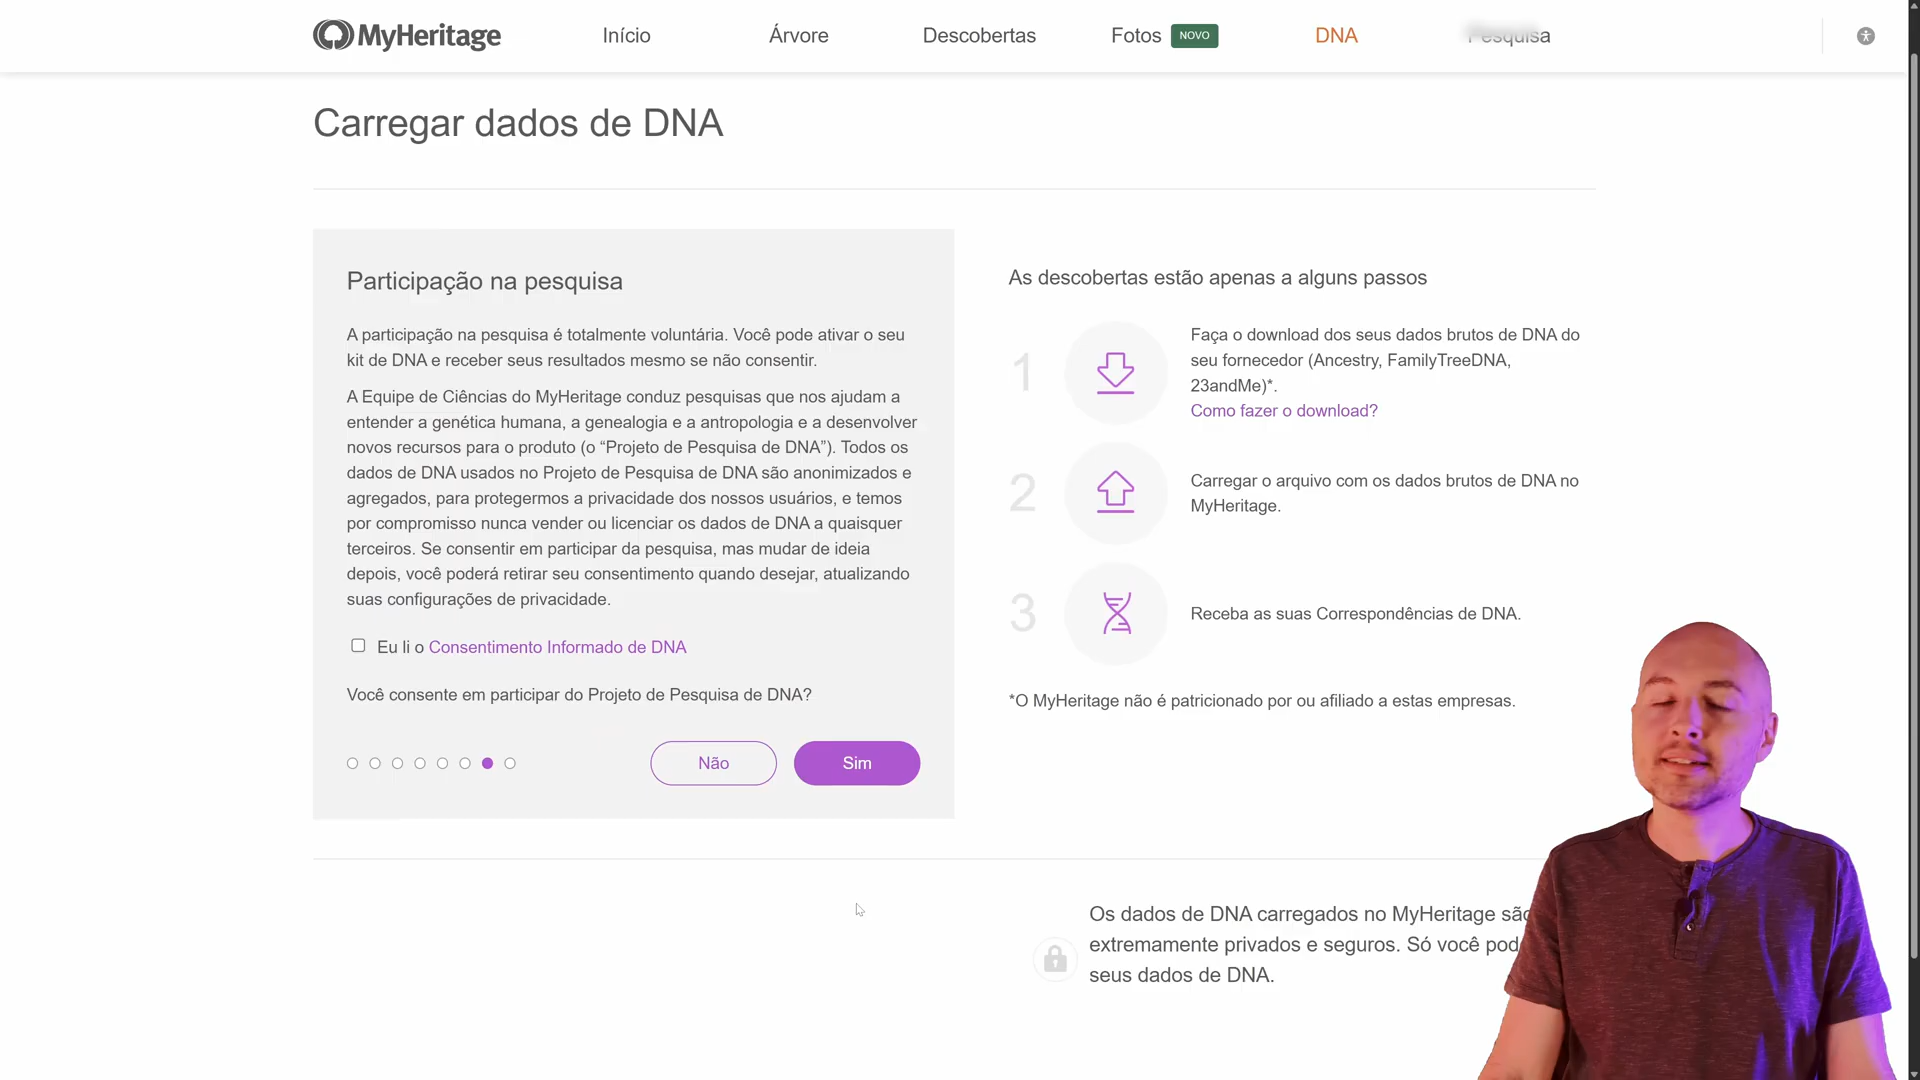 MyHeritage
Início
Árvore
Descobertas
Fotos
NOVO
DNA
Pesquisa
Carregar dados de DNA
Participação na pesquisa
A participação na pesquisa é totalmente voluntária. Você pode ativar o seu
kit de DNA e receber seus resultados mesmo se não consentir.
A Equipe de Ciências do MyHeritage conduz pesquisas que nos ajudam a
entender a genética humana, a genealogia e a antropologia e a desenvolver
novos recursos para o produto (o “Projeto de Pesquisa de DNA”). Todos os
dados de DNA usados no Projeto de Pesquisa de DNA são anonimizados e
agregados, para protegermos a privacidade dos nossos usuários, e temos
por compromisso nunca vender ou licenciar os dados de DNA a quaisquer
terceiros. Se consentir em participar da pesquisa, mas mudar de ideia
depois, você poderá retirar seu consentimento quando desejar, atualizando
suas configurações de privacidade.
Eu li o Consentimento Informado de DNA
Você consente em participar do Projeto de Pesquisa de DNA?
Não
Sim
As descobertas estão apenas a alguns passos
1
Faça o download dos seus dados brutos de DNA do
seu fornecedor (Ancestry, FamilyTreeDNA,
23andMe)*.
Como fazer o download?
2
Carregar o arquivo com os dados brutos de DNA no
MyHeritage.
3
Receba as suas Correspondências de DNA.
*O MyHeritage não é patricionado por ou afiliado a estas empresas.
Os dados de DNA carregados no MyHeritage são
extremamente privados e seguros. Só você pod
seus dados de DNA.